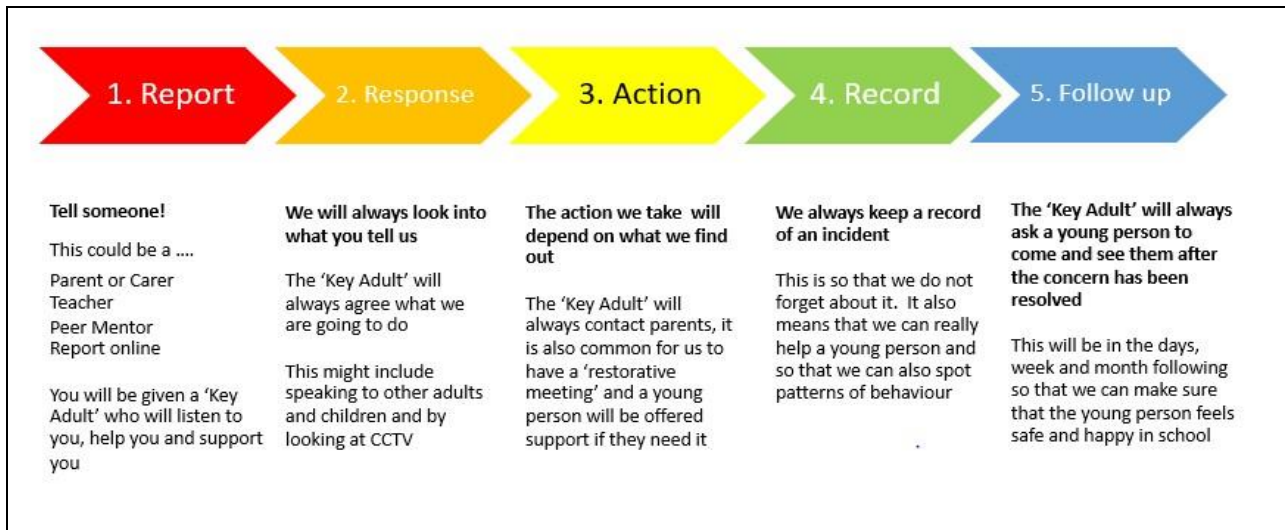 1. Report
2. Response
3. Action
4. Record
5. Follow up
Tell someone!
This could be a ....
Parent or Carer
Teacher
Peer Mentor
Report online
You will be given a ‘Key
Adult’ who will listen to
you, help you and support
you
We will always look into
what you tell us
The ‘Key Adult’ will
always agree what we
are going to do
This might include
speaking to other adults
and children and by
looking at CCTV
The action we take will
depend on what we find
out
The ‘Key Adult’ will
always contact parents, it
is also common for us to
have a ‘restorative
meeting’ and a young
person will be offered
support if they need it
We always keep a record
of an incident
This is so that we do not
forget about it. It also
means that we can really
help a young person and
so that we can also spot
patterns of behaviour
The ‘Key Adult’ will always
ask a young person to
come and see them after
the concern has been
resolved
This will be in the days,
week and month following
so that we can make sure
that the young person feels
safe and happy in school